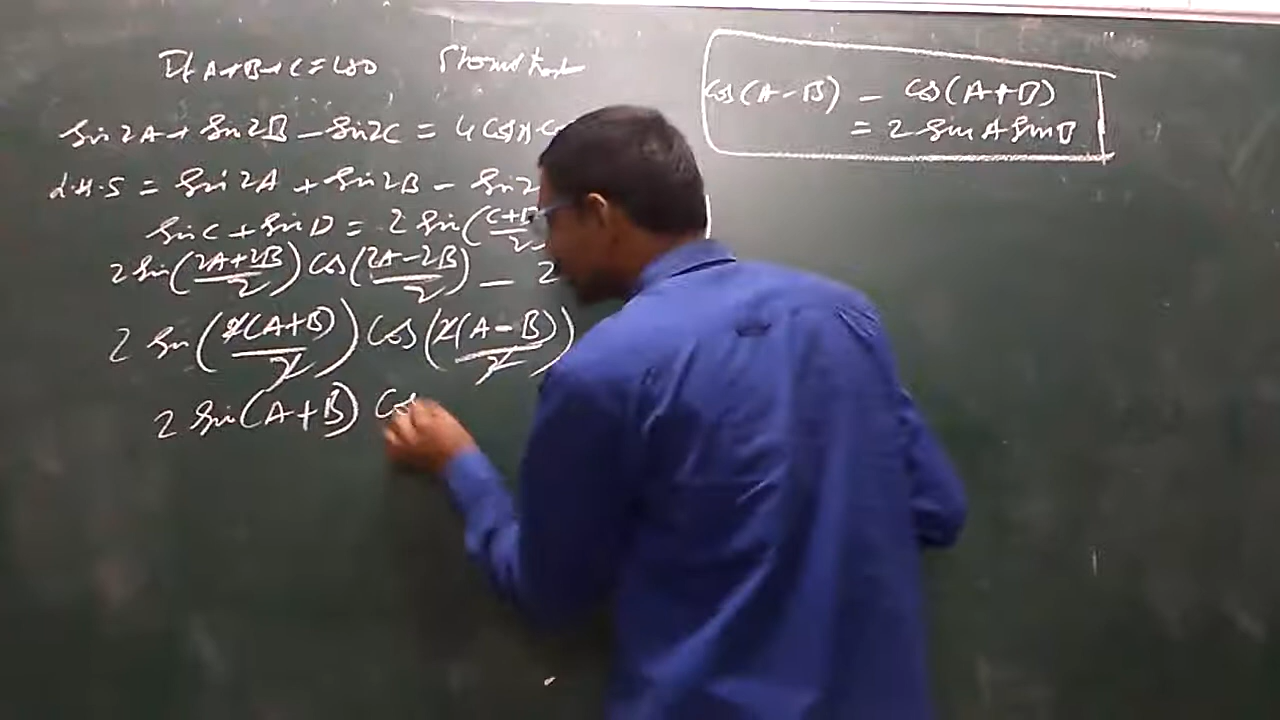 If A+B+C=180 Show that
Sin2A + Sin2B - Sin2C = 4 CosA C
L.H.S = Sin2A + Sin2B - Sin2
SinC + SinD = 2 Sin(C+D/2
2 Sin(2A+2B/2) Cos(2A-2B/2) - 2
2 Sin(2(A+B)/2) Cos(2(A-B)/2)
2 Sin(A+B) Cos
Cos(A-B) - Cos(A+B)
= 2 SinA SinB